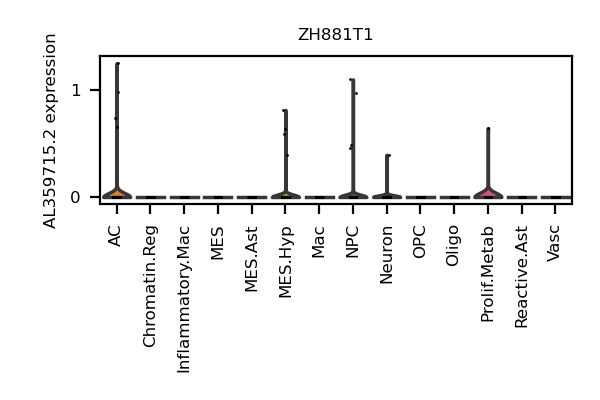 ZH881T1
AL359715.2 expression
1
0
AC
Chromatin.Reg
Inflammatory.Mac
MES
MES.Ast
MES.Hyp
Mac
NPC
Neuron
OPC
Oligo
Prolif.Metab
Reactive.Ast
Vasc